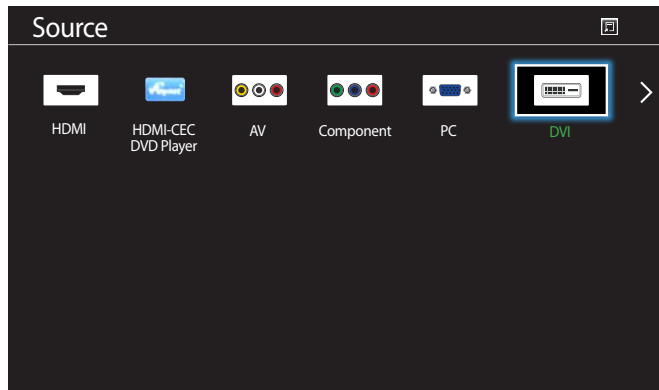 Source
HDMI
HDMI-CEC
DVD Player
AV
Component
PC
DVI